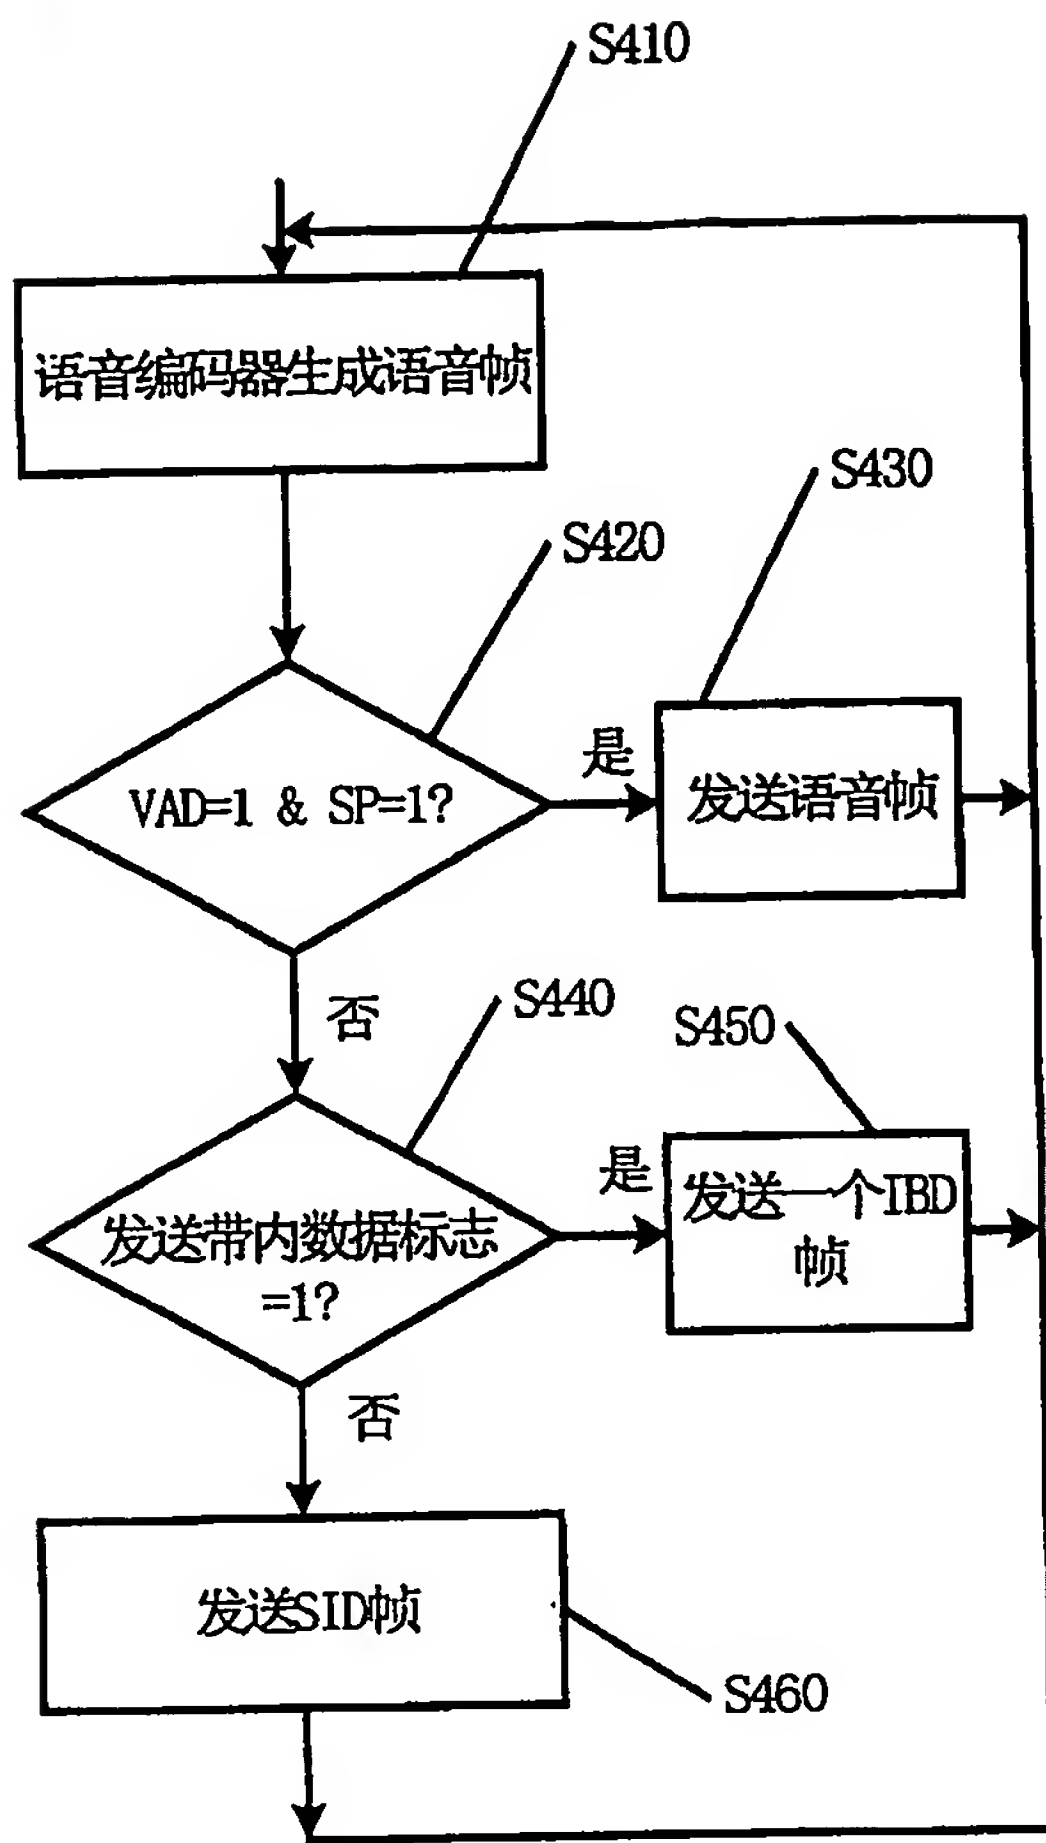 S410
语音编码器生成语音帧
S430
S420
VAD=1 & SP=1?
是
发送语音帧
否
S440
S450
发送带内数据标志
=1?
是
发送一个IBD
帧
否
发送SID帧
S460